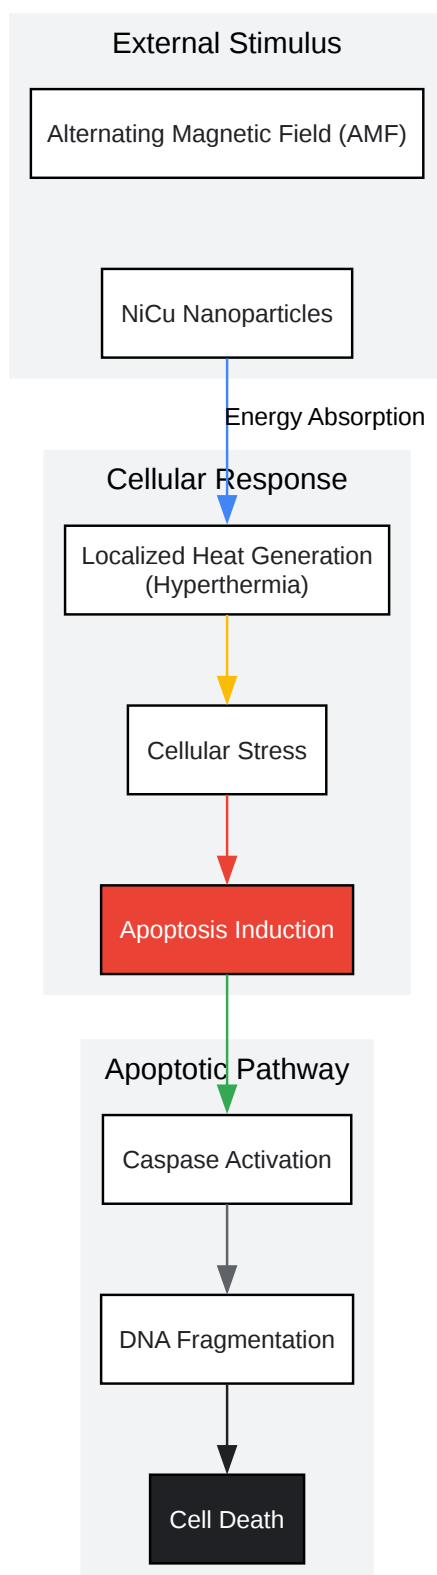 External Stimulus
Alternating Magnetic Field (AMF)
NiCu Nanoparticles
Energy Absorption
Cellular Response
Localized Heat Generation
(Hyperthermia)
Cellular Stress
Apoptosis Induction
Apoptotic Pathway
Caspase Activation
DNA Fragmentation
Cell Death